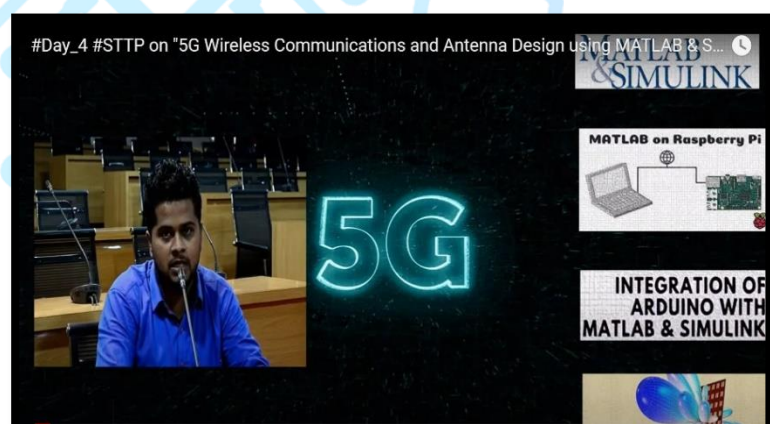 #Day_4 #STTP on "5G Wireless Communications and Antenna Design using MATLAB & S...
MATLAB
&SIMULINK
MATLAB on Raspberry Pi
5G
INTEGRATION OF
ARDUINO WITH
MATLAB & SIMULINK